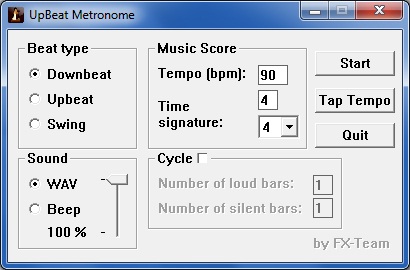 UpBeat Metronome
Beat type
Downbeat
Upbeat
Swing
Music Score
Tempo (bpm): 90
Time signature: 4
4
Start
Tap Tempo
Quit
Sound
WAV
Beep
100 %
Cycle
Number of loud bars: 1
Number of silent bars: 1
by FX-Team